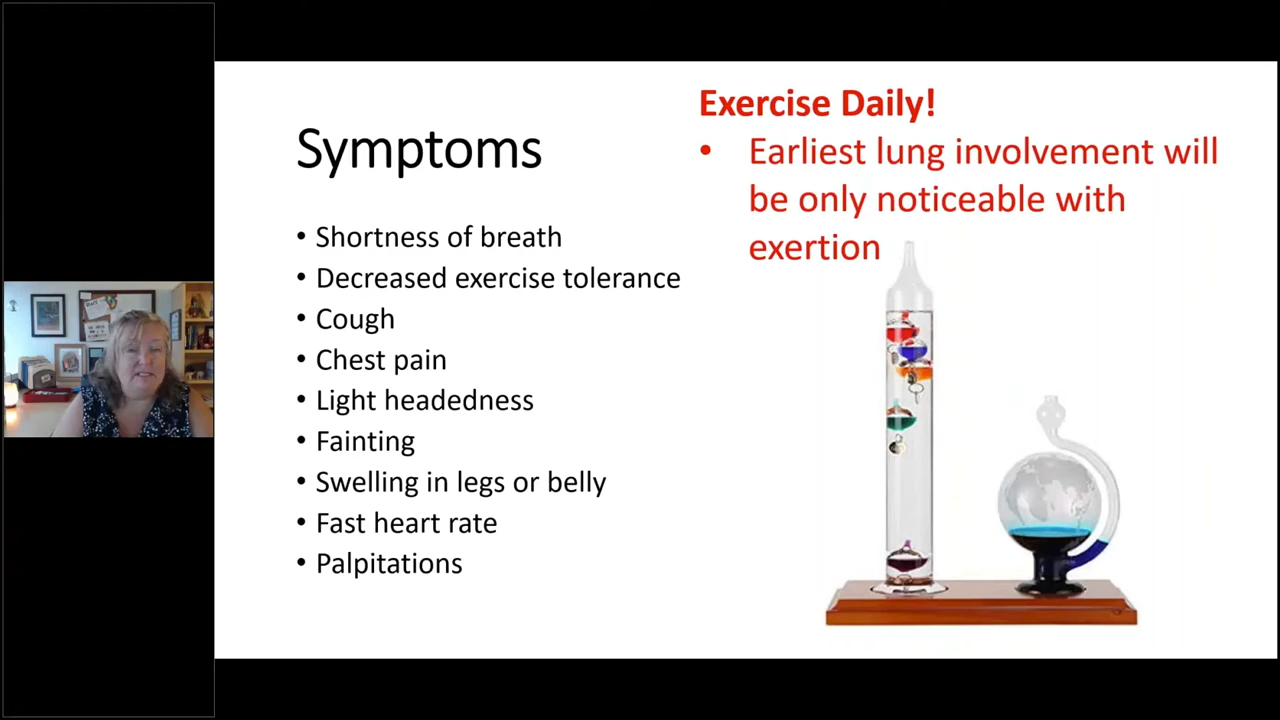 Symptoms
• Shortness of breath
• Decreased exercise tolerance
• Cough
• Chest pain
• Light headedness
• Fainting
• Swelling in legs or belly
• Fast heart rate
• Palpitations
Exercise Daily!
• Earliest lung involvement will
be only noticeable with
exertion